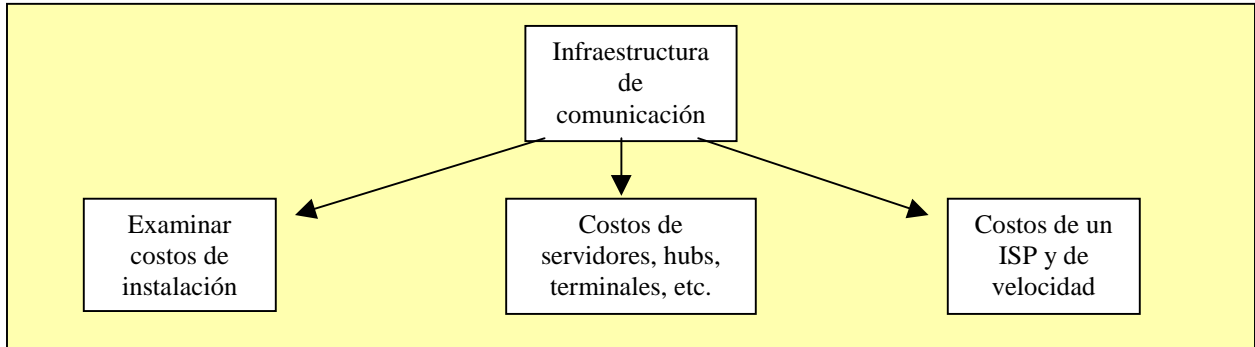 Infraestructura
de
comunicación
Examinar
costos de
instalación
Costos de
servidores, hubs,
terminales, etc.
Costos de un
ISP y de
velocidad